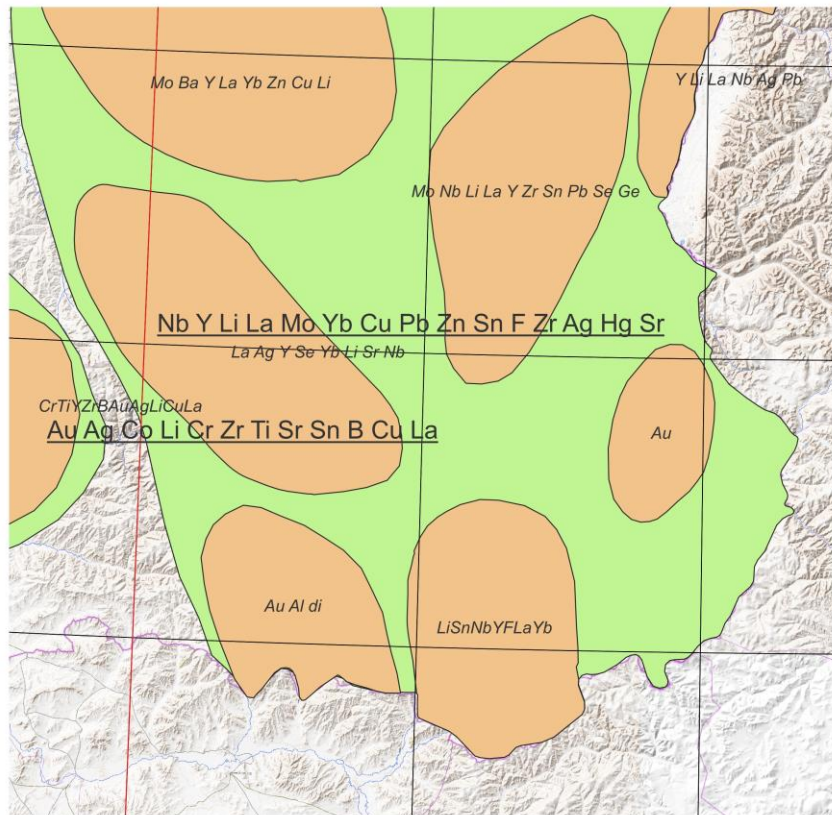 Mo Ba Y La Yb Zn Cu Li
Y Li La Nb Ag Pb
Mo Nb Li La Y Zr Sn Pb Se Ge
Nb Y Li La Mo Yb Cu Pb Zn Sn F Zr Ag Hg Sr
La Ag Y Se Yb Li Sr Nb
CrTiYZrBAuAgLiCuLa
Au Ag Co Li Cr Zr Ti Sr Sn B Cu La
Au
Au Al di
LiSnNbYFLaYb